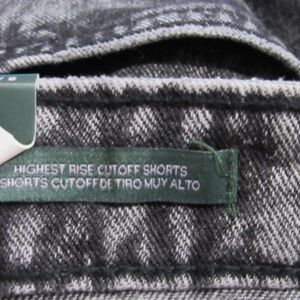 HIGHEST RISE CUTOFF SHORTS
SHORTS CUTOFF DE TIRO MUY ALTO